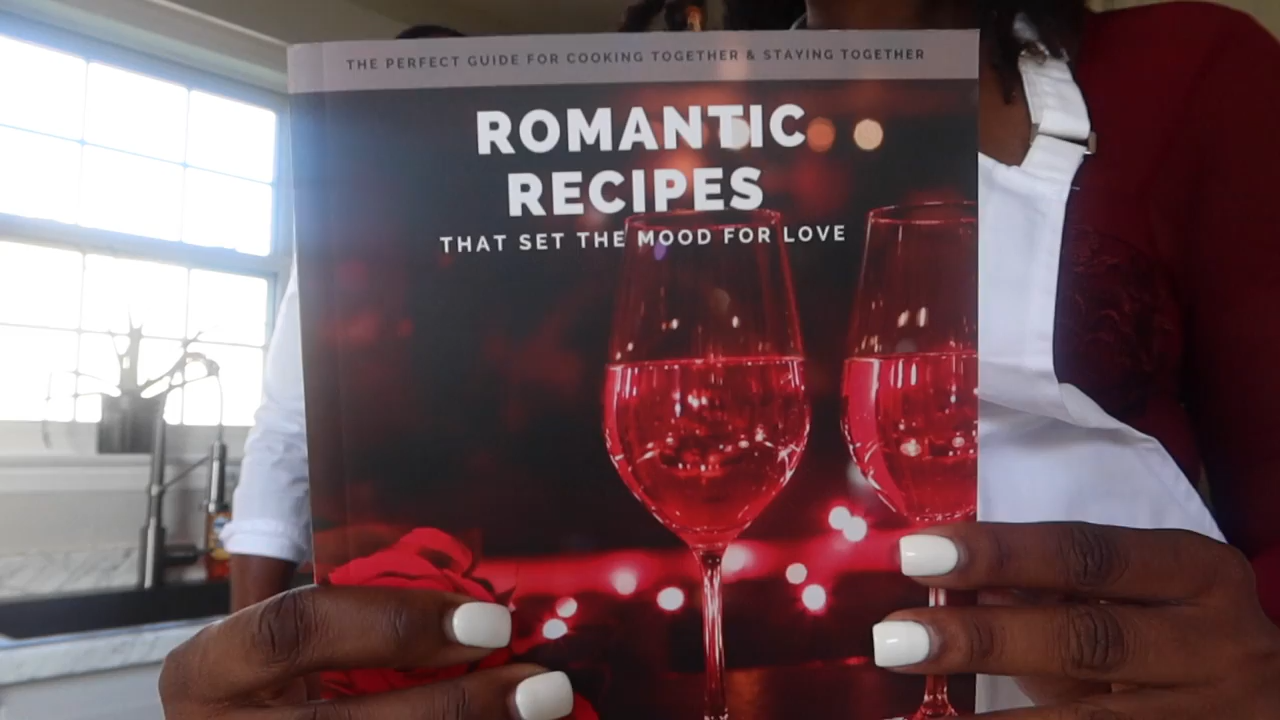 THE PERFECT GUIDE FOR COOKING TOGETHER & STAYING TOGETHER
ROMANTIC
RECIPES
THAT SET THE MOOD FOR LOVE